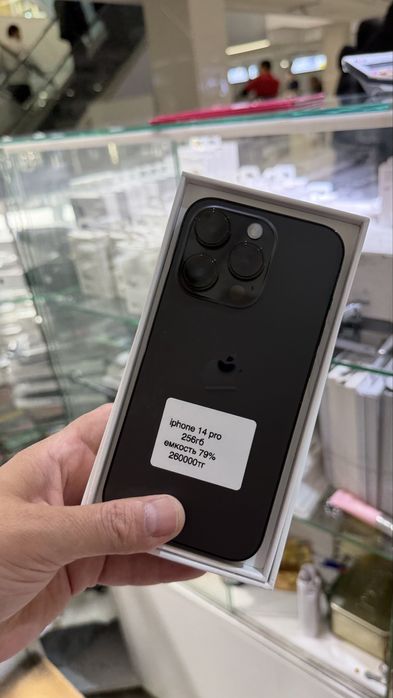 iphone 14 pro
256гб
емкость 79%
260000тг